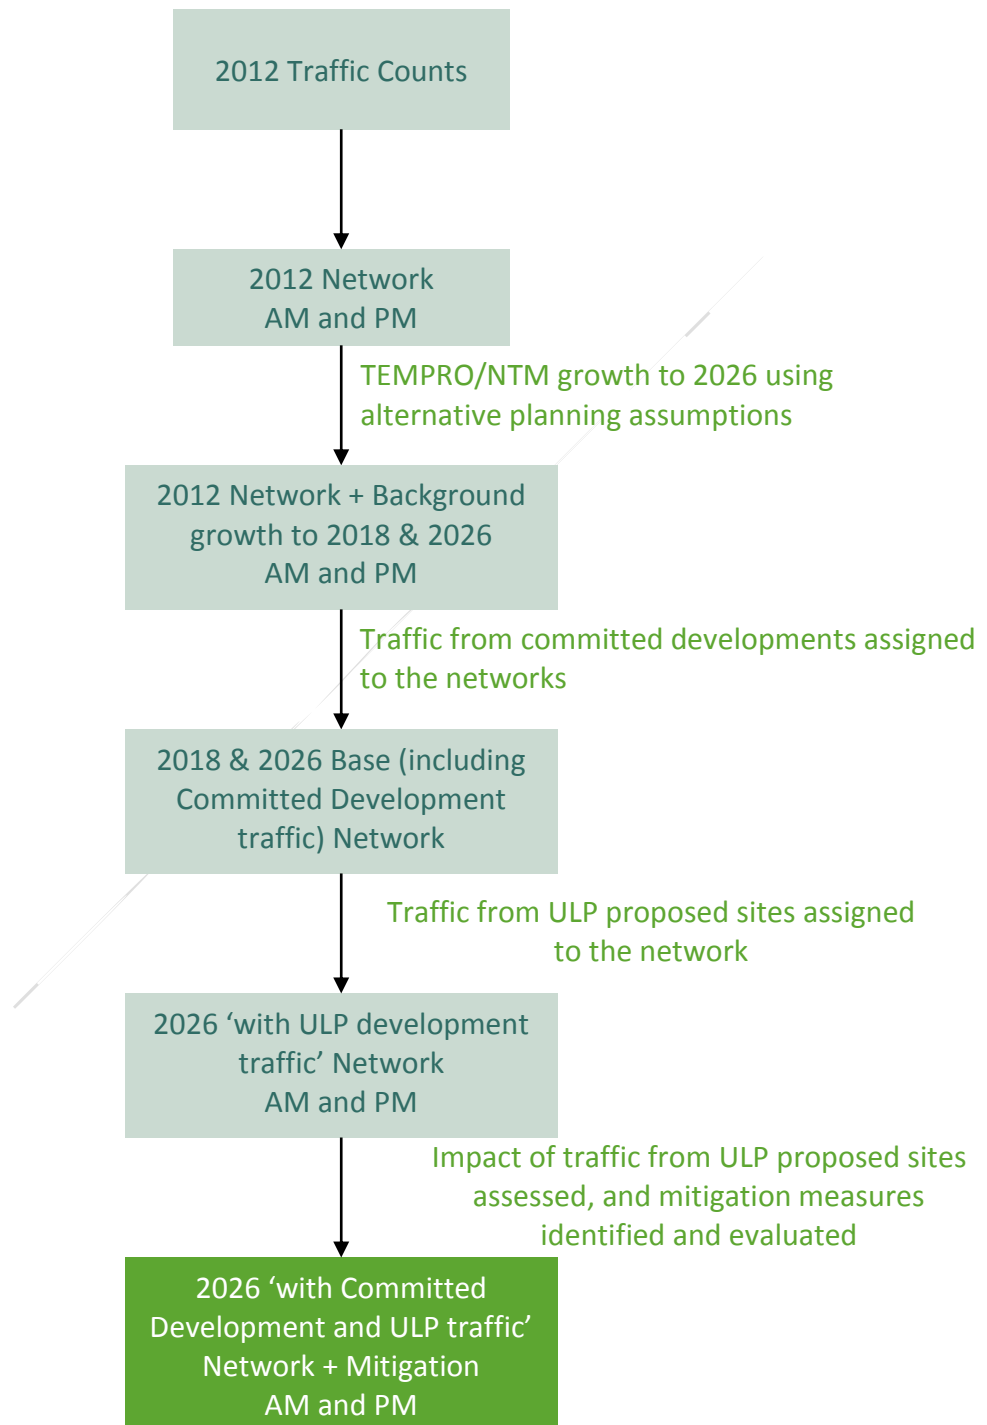 2012 Traffic Counts
2012 Network
AM and PM
TEMPRO/NTM growth to 2026 using
alternative planning assumptions
2012 Network + Background
growth to 2018 & 2026
AM and PM
Traffic from committed developments assigned
to the networks
2018 & 2026 Base (including
Committed Development
traffic) Network
Traffic from ULP proposed sites assigned
to the network
2026 ‘with ULP development
traffic’ Network
AM and PM
Impact of traffic from ULP proposed sites
assessed, and mitigation measures
identified and evaluated
2026 ‘with Committed
Development and ULP traffic’
Network + Mitigation
AM and PM